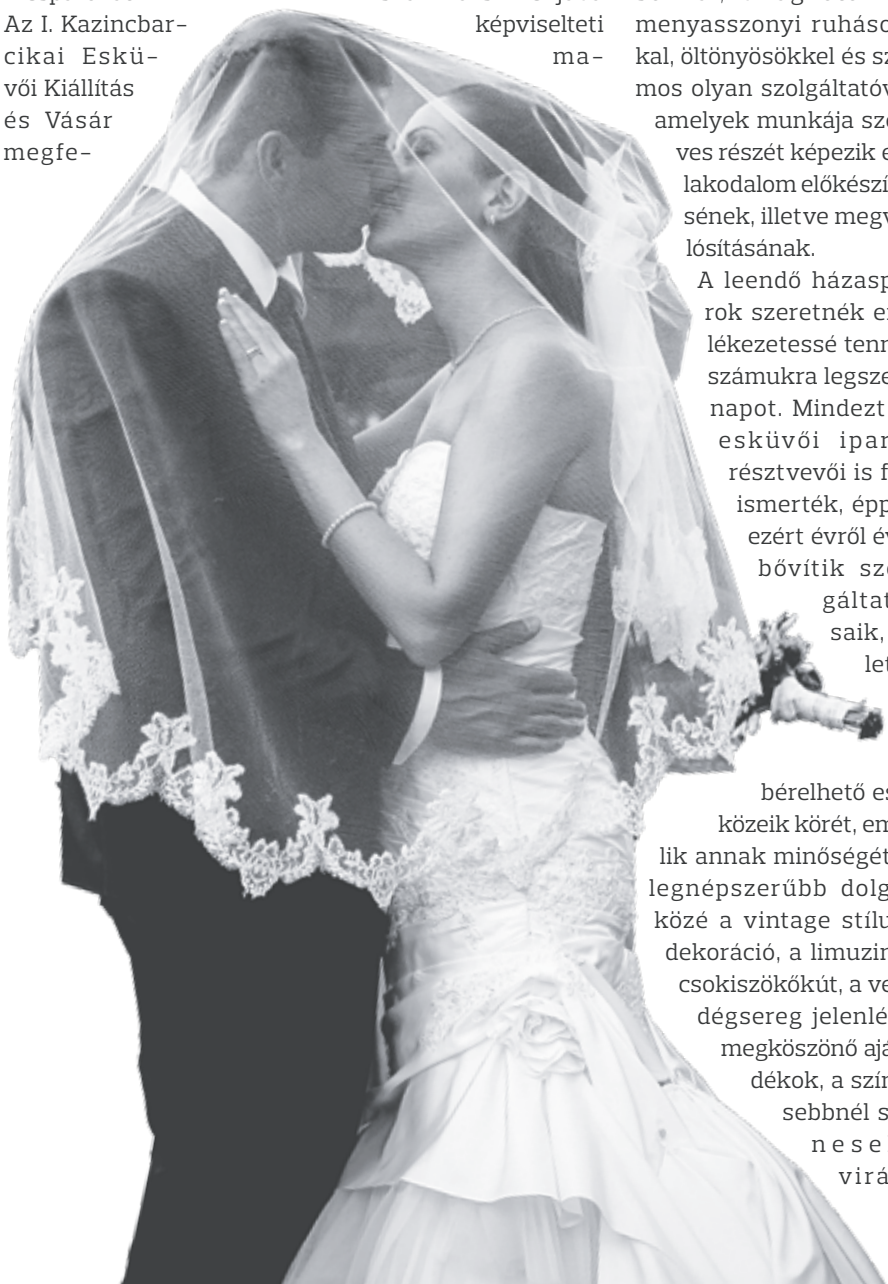 Az I. Kazincbar-
cikai Eskü-
vői Kiállítás
és Vásár
megfe-
képviselteti
ma-
menyasszonyi ruháso
kal, öltönyösökkel és sz
mos olyan szolgáltatóv
amelyek munkája sze
ves részét képezik e
lakodalom előkészí
sének, illetve megv
lósításának.
A leendő házasp
rok szeretnék e
lékezetessé tenn
számukra legsze
napot. Mindezt
esküvői ipar
résztvevői is f
ismerték, épp
ezért évről év
bővítik sz
gáltat
saik,
let
bérelhető es
közeik körét, em
lik annak minőségét
legnépszerűbb dolg
közé a vintage stílu
dekoráció, a limuzin
csokiszökőkút, a ve
dégsereg jelenlé
megköszönő ajá
dékok, a szín
sebbnél s
nese
virá